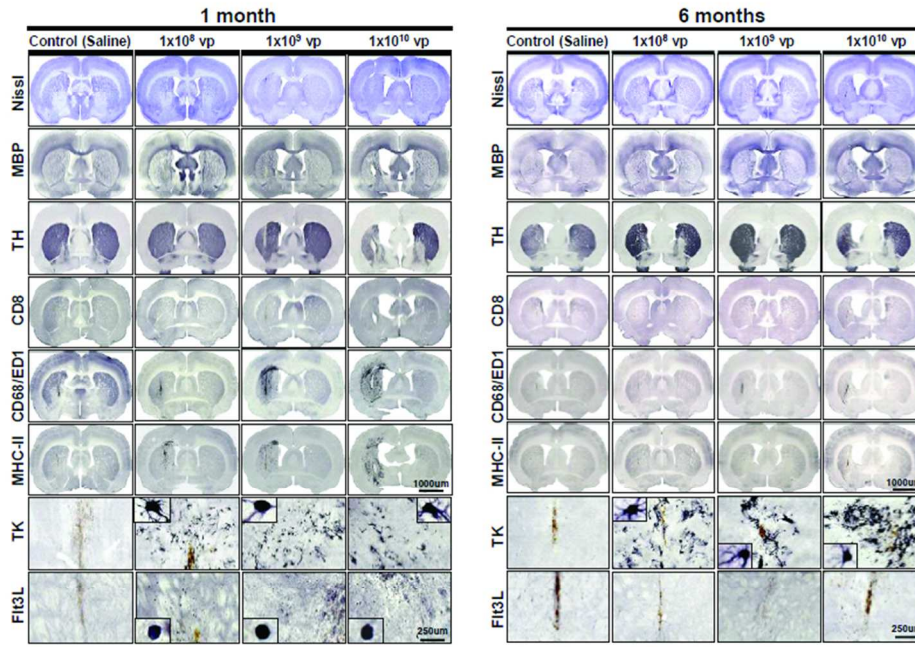 1 month
Control (Saline) 1x10⁸ vp 1x10⁹ vp 1x10¹⁰ vp
Nissl
MBP
TH
CD8
CD68/ED1
MHC-II
1000um
TK
Flt3L
250um
6 months
Control (Saline) 1x10⁸ vp 1x10⁹ vp 1x10¹⁰ vp
Nissl
MBP
TH
CD8
CD68/ED1
MHC-II
1000um
TK
Flt3L
250um